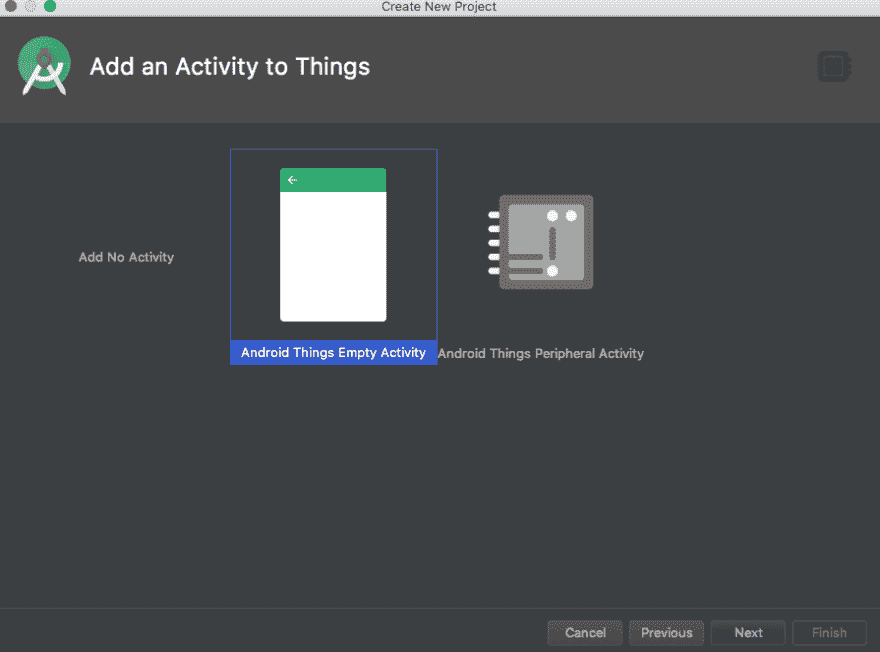 Create New Project
Add an Activity to Things
Add No Activity
Android Things Empty Activity
Android Things Peripheral Activity
Cancel
Previous
Next
Finish